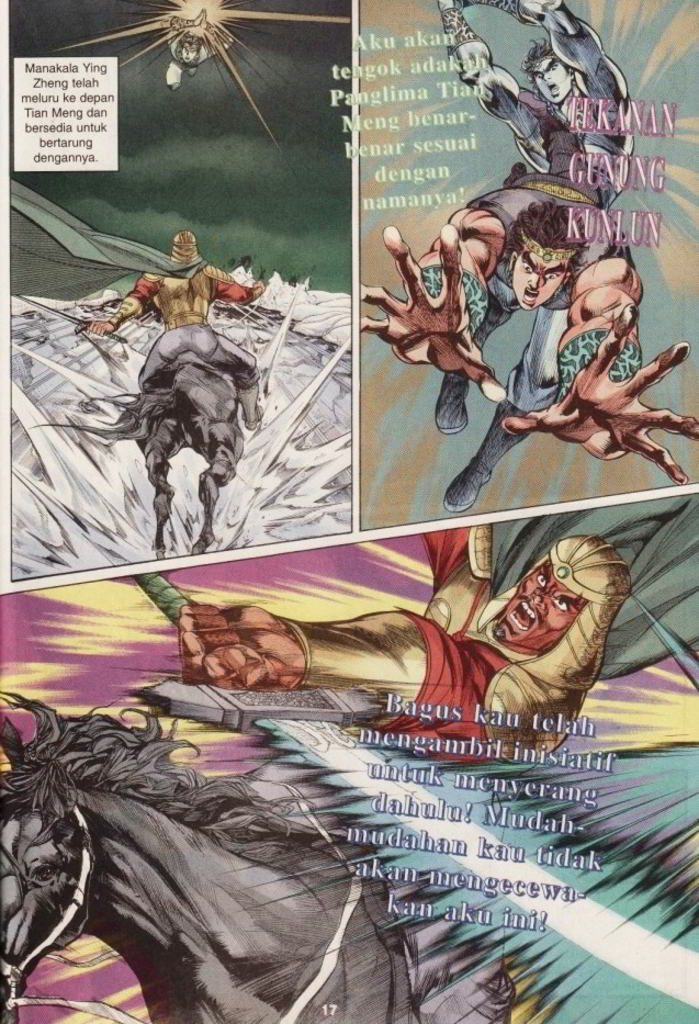 Manakala Ying
Zheng telah
meluru ke depan
Tian Meng dan
bersedia untuk
bertarung
dengannya.
Aku akan
tengok adakah
Panglima Tian
Meng benar-
benar sesuai
dengan
namanya!
TEKANAN
GUNUNG
KUNLUN
Bagus kau telah
mengambil inisiatif
untuk menyerang
dahulu! Mudah-
mudahan kau tidak
akan mengecewa-
kan aku ini!
17